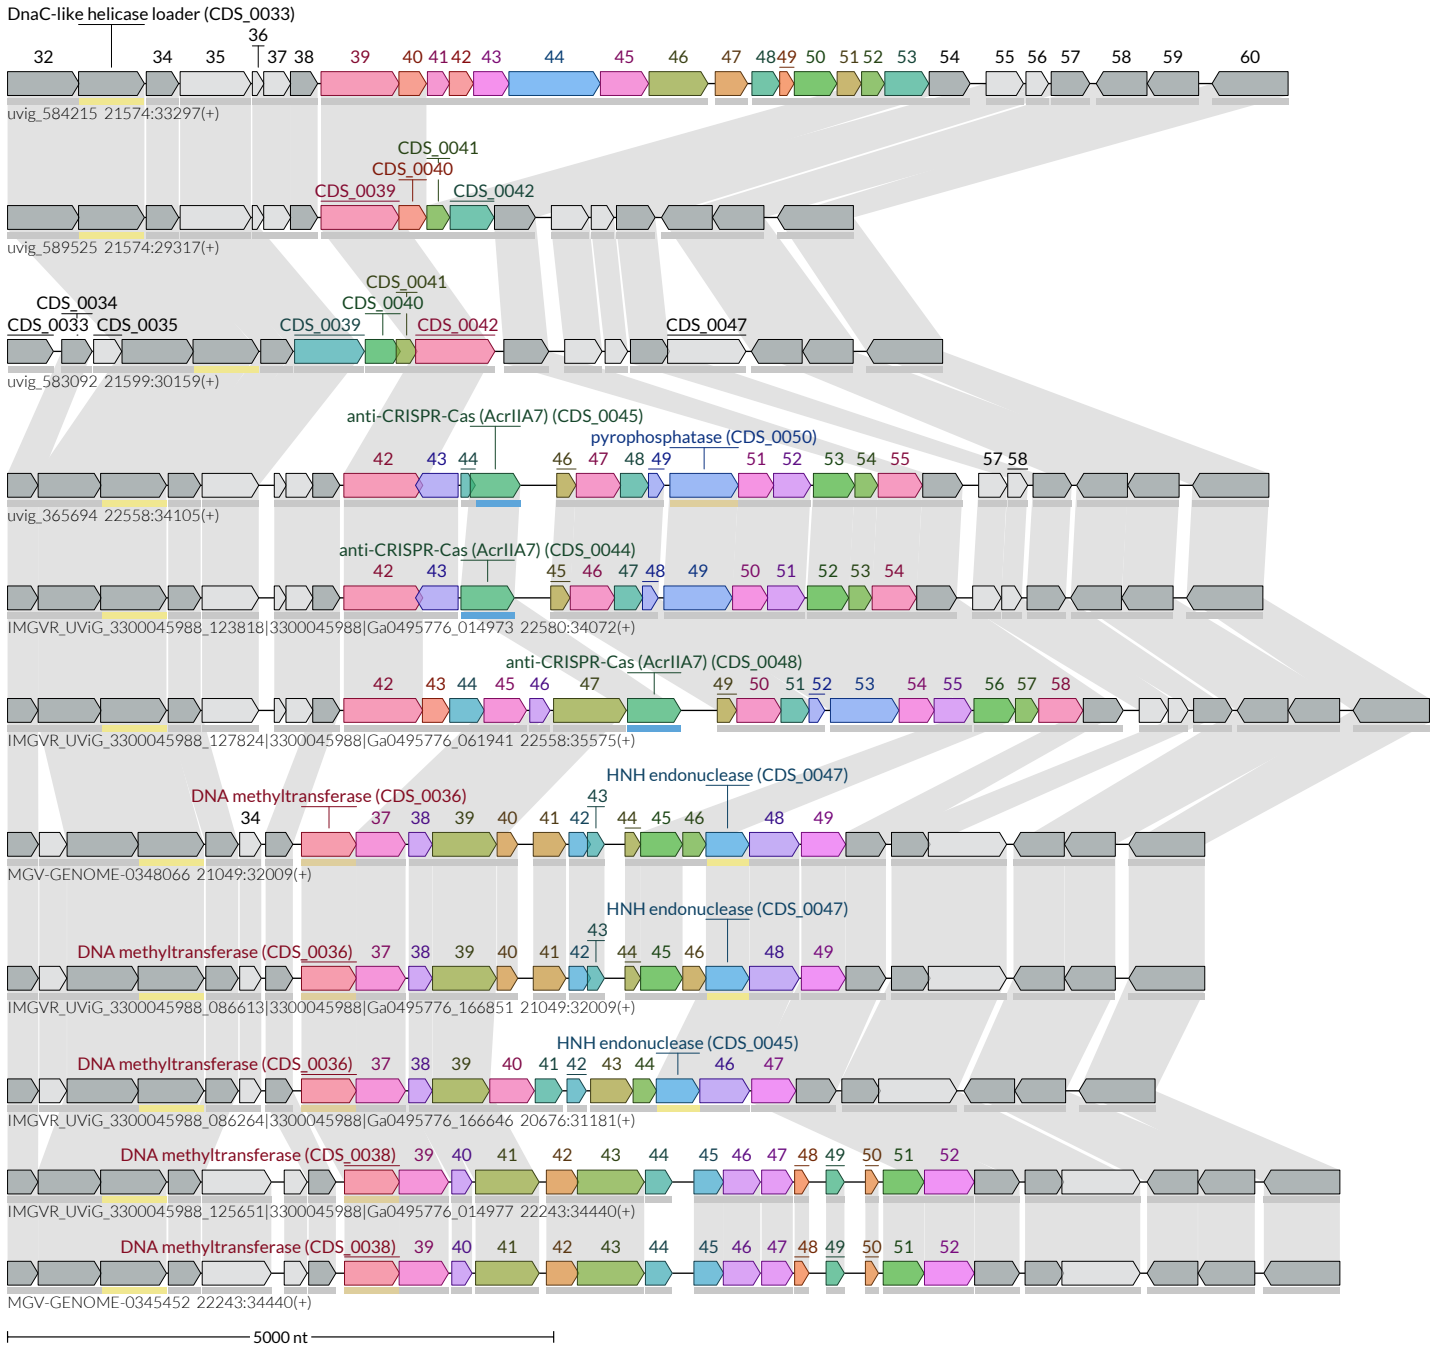 DnaC-like helicase loader (CDS_0033)
36
32 34 35 37 38 39 40 41 42 43 44 45 46 47 48 49 50 51 52 53 54 55 56 57 58 59 60
uvig_584215 21574:33297(+)
CDS_0041
CDS_0040
CDS_0039 CDS_0042
uvig_589525 21574:29317(+)
CDS_0041
CDS_0034 CDS_0040
CDS_0033 CDS_0035 CDS_0039 CDS_0042 CDS_0047
uvig_583092 21599:30159(+)
anti-CRISPR-Cas (AcrIIA7) (CDS_0045)
pyrophosphatase (CDS_0050)
42 43 44 46 47 48 49 51 52 53 54 55 57 58
uvig_365694 22558:34105(+)
anti-CRISPR-Cas (AcrIIA7) (CDS_0044)
42 43 45 46 47 48 49 50 51 52 53 54
IMGVR_UViG_3300045988_123818|3300045988|Ga0495776_014973 22580:34072(+)
anti-CRISPR-Cas (AcrIIA7) (CDS_0048)
42 43 44 45 46 47 49 50 51 52 53 54 55 56 57 58
IMGVR_UViG_3300045988_127824|3300045988|Ga0495776_061941 22558:35575(+)
HNH endonuclease (CDS_0047)
DNA methyltransferase (CDS_0036) 43
34 37 38 39 40 41 42 44 45 46 48 49
MGV-GENOME-0348066 21049:32009(+)
HNH endonuclease (CDS_0047)
43
DNA methyltransferase (CDS_0036) 37 38 39 40 41 42 44 45 46 48 49
IMGVR_UViG_3300045988_086613|3300045988|Ga0495776_166851 21049:32009(+)
HNH endonuclease (CDS_0045)
DNA methyltransferase (CDS_0036) 37 38 39 40 41 42 43 44 46 47
IMGVR_UViG_3300045988_086264|3300045988|Ga0495776_166646 20676:31181(+)
DNA methyltransferase (CDS_0038) 39 40 41 42 43 44 45 46 47 48 49 50 51 52
IMGVR_UViG_3300045988_125651|3300045988|Ga0495776_014977 22243:34440(+)
DNA methyltransferase (CDS_0038) 39 40 41 42 43 44 45 46 47 48 49 50 51 52
MGV-GENOME-0345452 22243:34440(+)
5000 nt